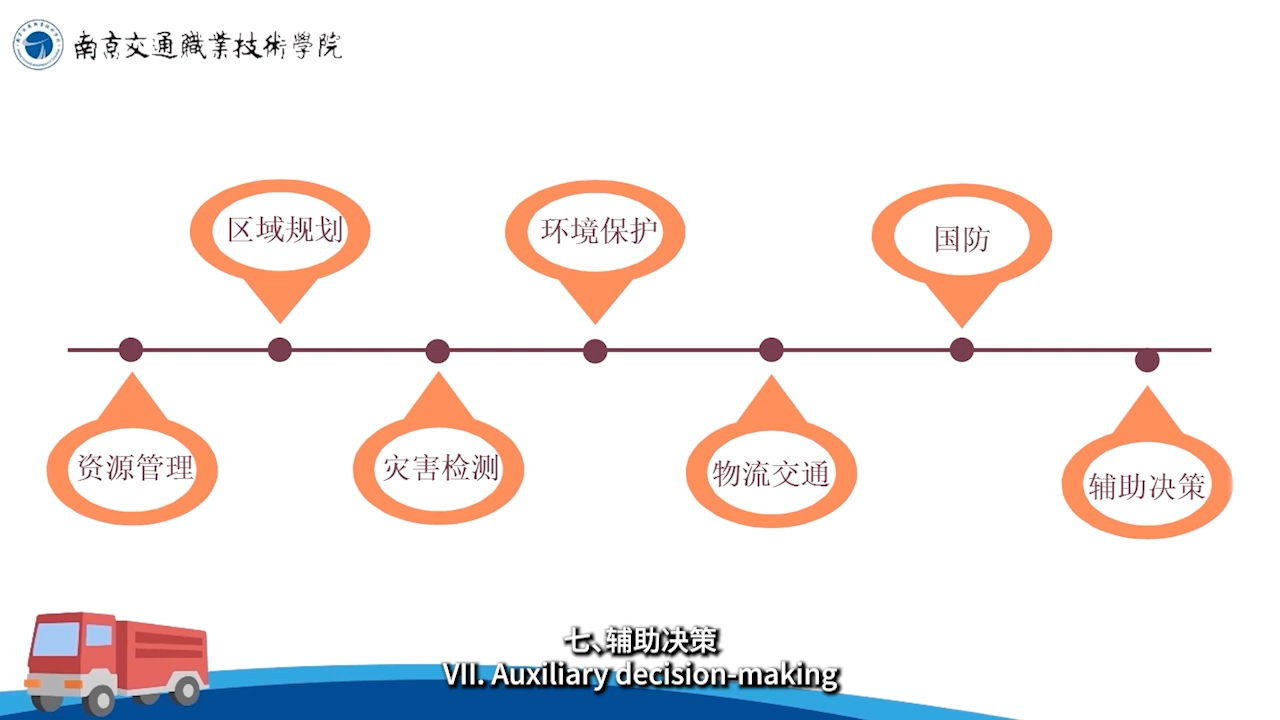 南京交通職業技術學院
区域规划
环境保护
国防
资源管理
灾害检测
物流交通
辅助决策
七、辅助决策
VII. Auxiliary decision-making